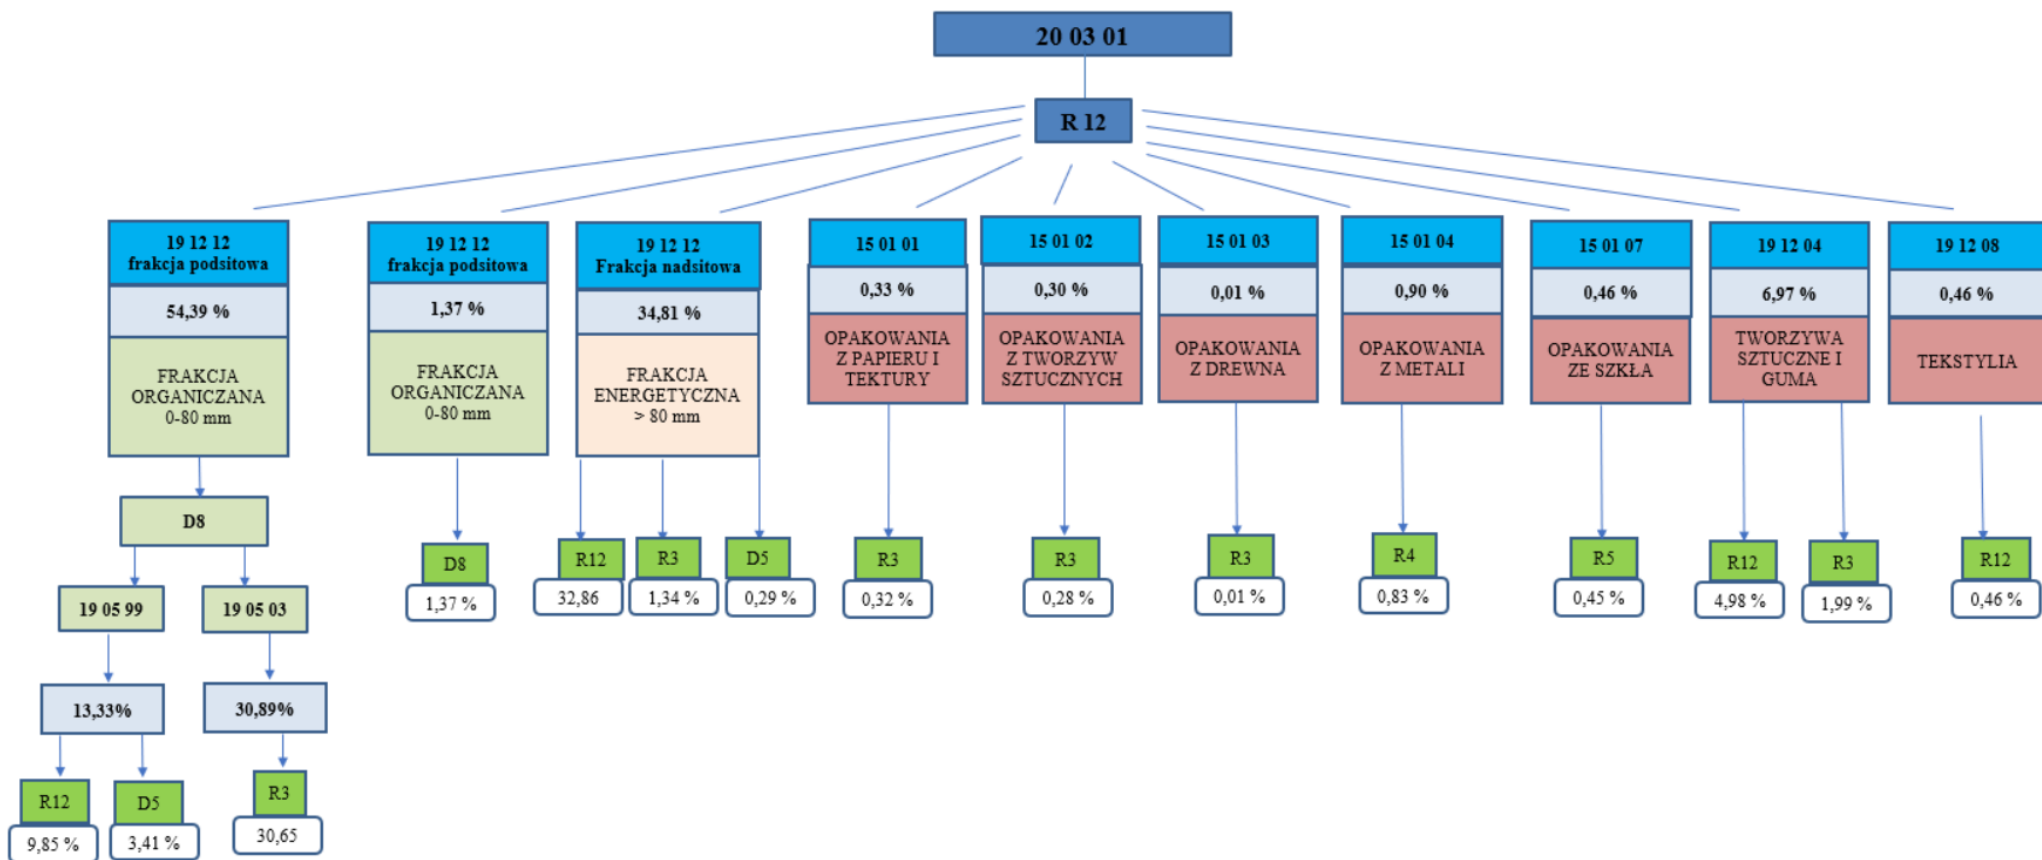 20 03 01
R 12
19 12 12
frakcja podsitowa
54,39 %
FRAKCJA
ORGANICZANA
0-80 mm
D8
19 05 99
19 05 03
13,33%
30,89%
R12
9,85 %
D5
3,41 %
R3
30,65
19 12 12
frakcja podsitowa
1,37 %
FRAKCJA
ORGANICZANA
0-80 mm
D8
1,37 %
19 12 12
Frakcja nadsitowa
34,81 %
FRAKCJA
ENERGETYCZNA
> 80 mm
R12
32,86
R3
1,34 %
D5
0,29 %
15 01 01
0,33 %
OPAKOWANIA
Z PAPIERU I
TEKTURY
R3
0,32 %
15 01 02
0,30 %
OPAKOWANIA
Z TWORZYW
SZTUCZNYCH
R3
0,28 %
15 01 03
0,01 %
OPAKOWANIA
Z DREWNA
R3
0,01 %
15 01 04
0,90 %
OPAKOWANIA
Z METALI
R4
0,83 %
15 01 07
0,46 %
OPAKOWANIA
ZE SZKŁA
R5
0,45 %
19 12 04
6,97 %
TWORZYWA
SZTUCZNE I
GUMA
R12
4,98 %
R3
1,99 %
19 12 08
0,46 %
TEKSTYLIA
R12
0,46 %